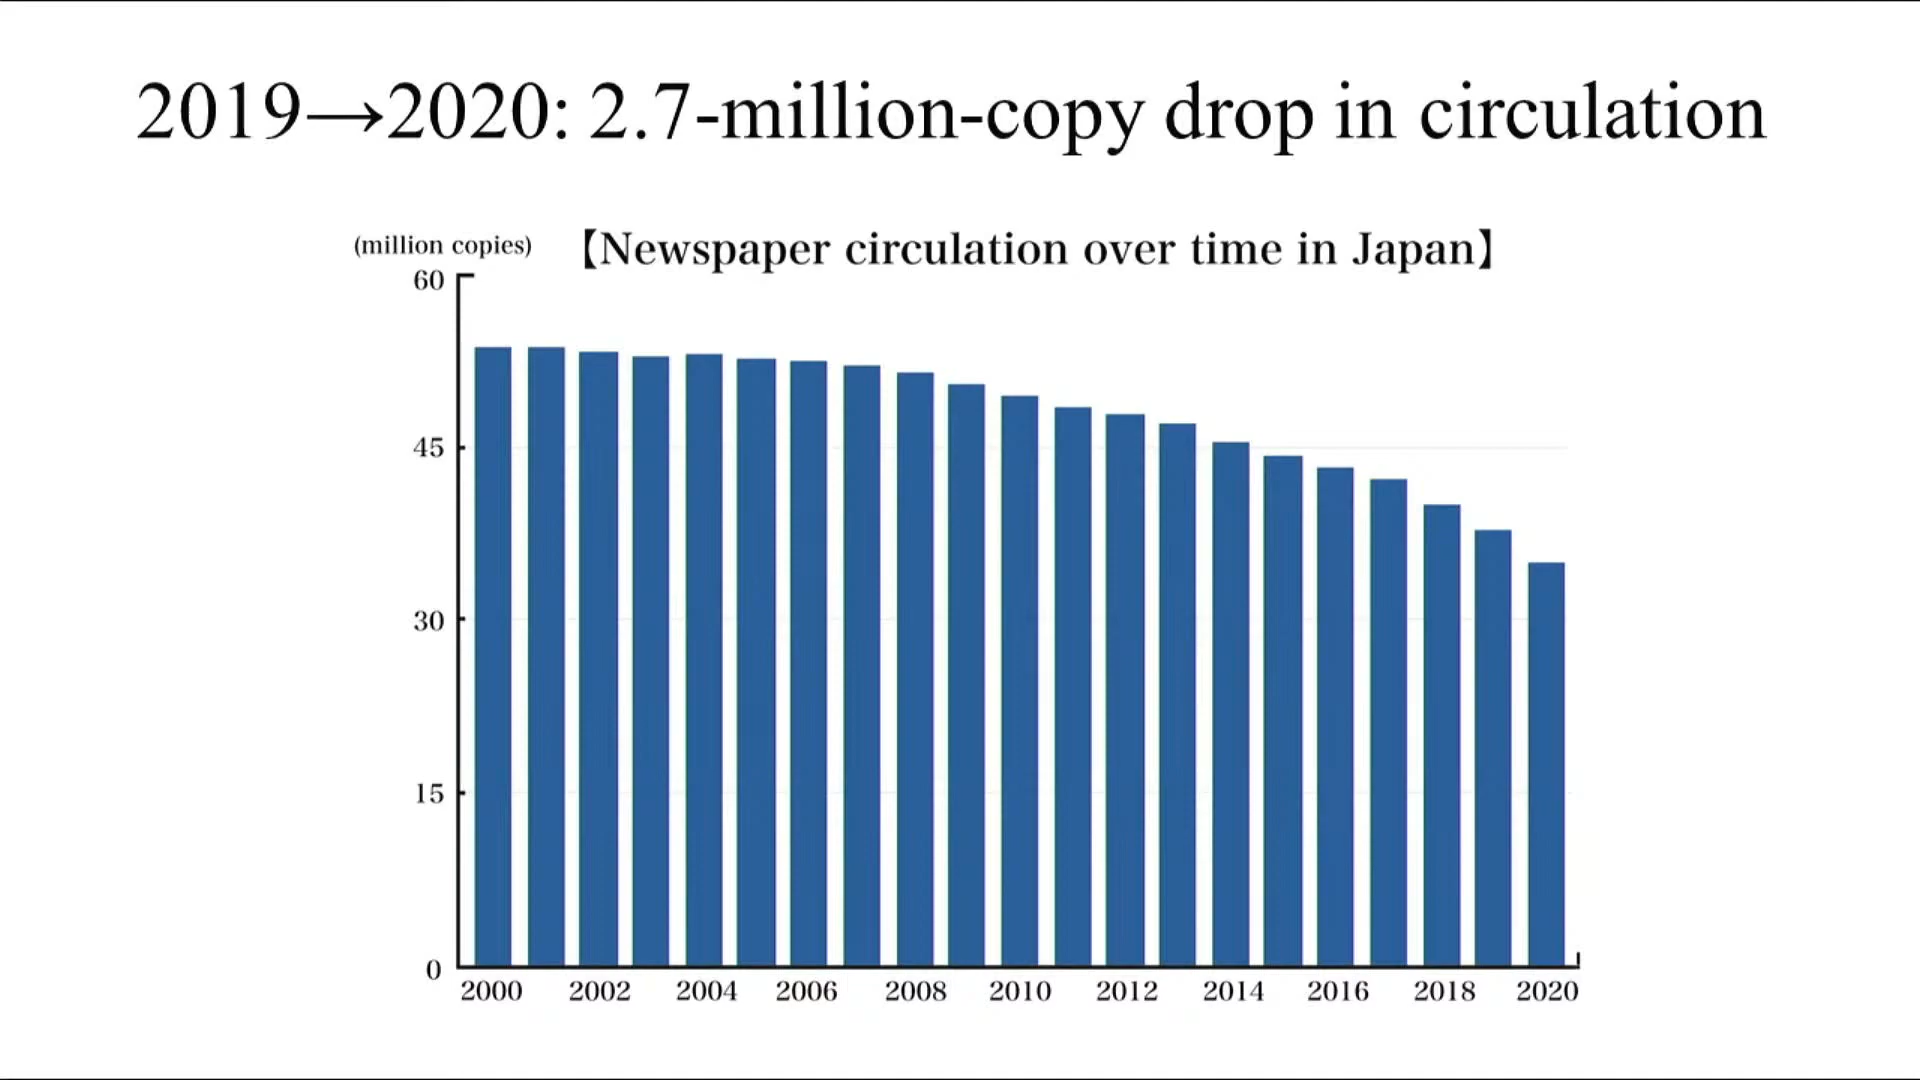 2019→2020: 2.7-million-copy drop in circulation
(million copies)
【Newspaper circulation over time in Japan】
60
45
30
15
0
2000 2002 2004 2006 2008 2010 2012 2014 2016 2018 2020